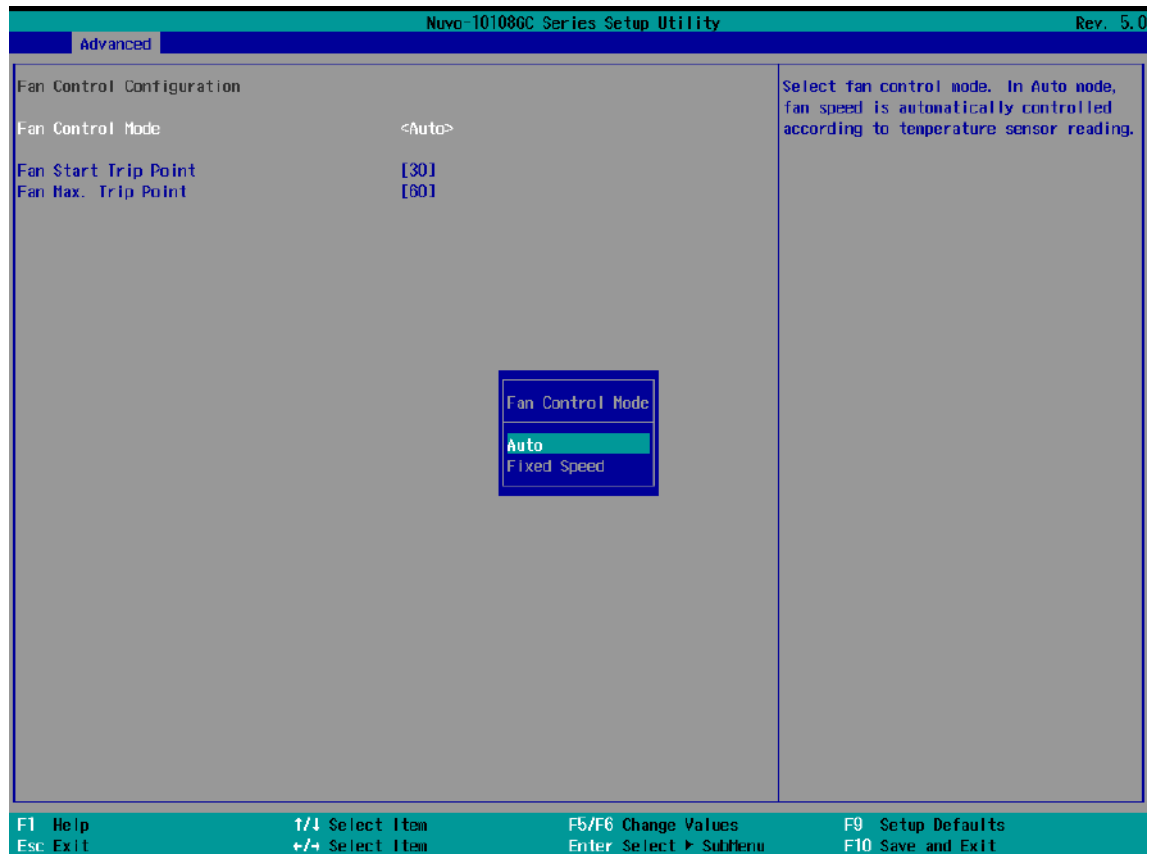 Nuvo-10108GC Series Setup Utility Rev. 5.0
Advanced
Fan Control Configuration
Fan Control Mode <Auto>
Fan Start Trip Point [30]
Fan Max. Trip Point [60]
Select fan control mode. In Auto mode,
fan speed is automatically controlled
according to temperature sensor reading.
Fan Control Mode
Auto
Fixed Speed
F1 Help ↑/↓ Select Item F5/F6 Change Values F9 Setup Defaults
Esc Exit ←/→ Select Item Enter Select ▶ SubMenu F10 Save and Exit